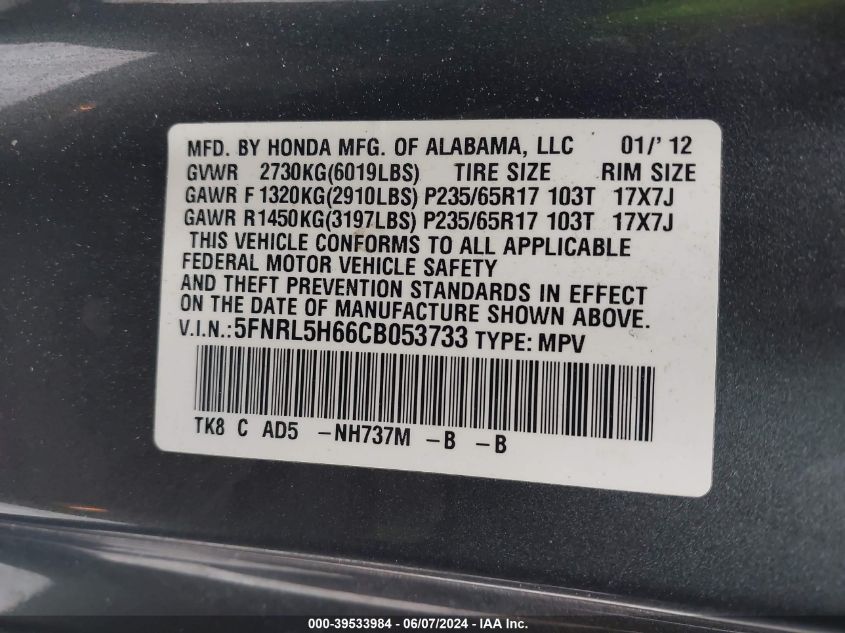 MFD. BY HONDA MFG. OF ALABAMA, LLC 01/' 12
GVWR 2730KG(6019LBS) TIRE SIZE RIM SIZE
GAWR F 1320KG(2910LBS) P235/65R17 103T 17X7J
GAWR R1450KG(3197LBS) P235/65R17 103T 17X7J
THIS VEHICLE CONFORMS TO ALL APPLICABLE
FEDERAL MOTOR VEHICLE SAFETY
AND THEFT PREVENTION STANDARDS IN EFFECT
ON THE DATE OF MANUFACTURE SHOWN ABOVE.
V.I.N.:5FNRL5H66CB053733 TYPE: MPV
TK8 C AD5 -NH737M -B -B
000-39533984 - 06/07/2024 - IAA Inc.